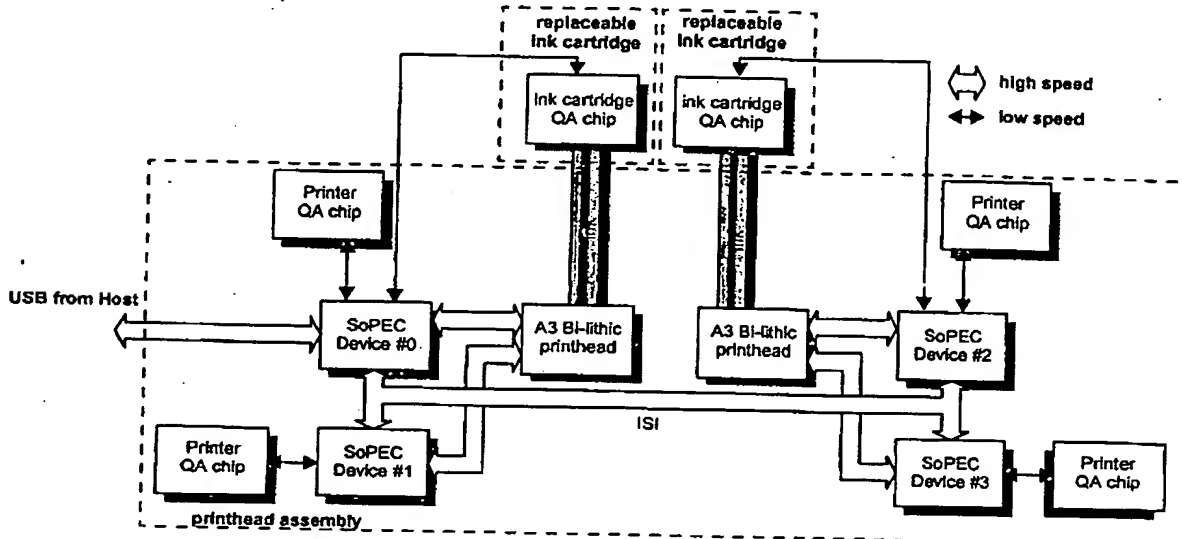 replaceable
ink cartridge
replaceable
ink cartridge
Ink cartridge
QA chip
ink cartridge
QA chip
high speed
low speed
Printer
QA chip
Printer
QA chip
USB from Host
SoPEC
Device #0
A3 Bi-lithic
printhead
A3 Bi-lithic
printhead
SoPEC
Device #2
ISI
Printer
QA chip
SoPEC
Device #1
SoPEC
Device #3
Printer
QA chip
printhead assembly